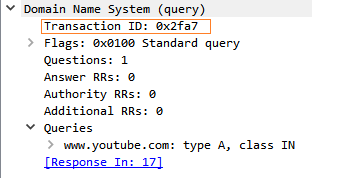 Domain Name System (query)
Transaction ID: 0x2fa7
Flags: 0x0100 Standard query
Questions: 1
Answer RRs: 0
Authority RRs: 0
Additional RRs: 0
Queries
www.youtube.com: type A, class IN
[Response In: 17]